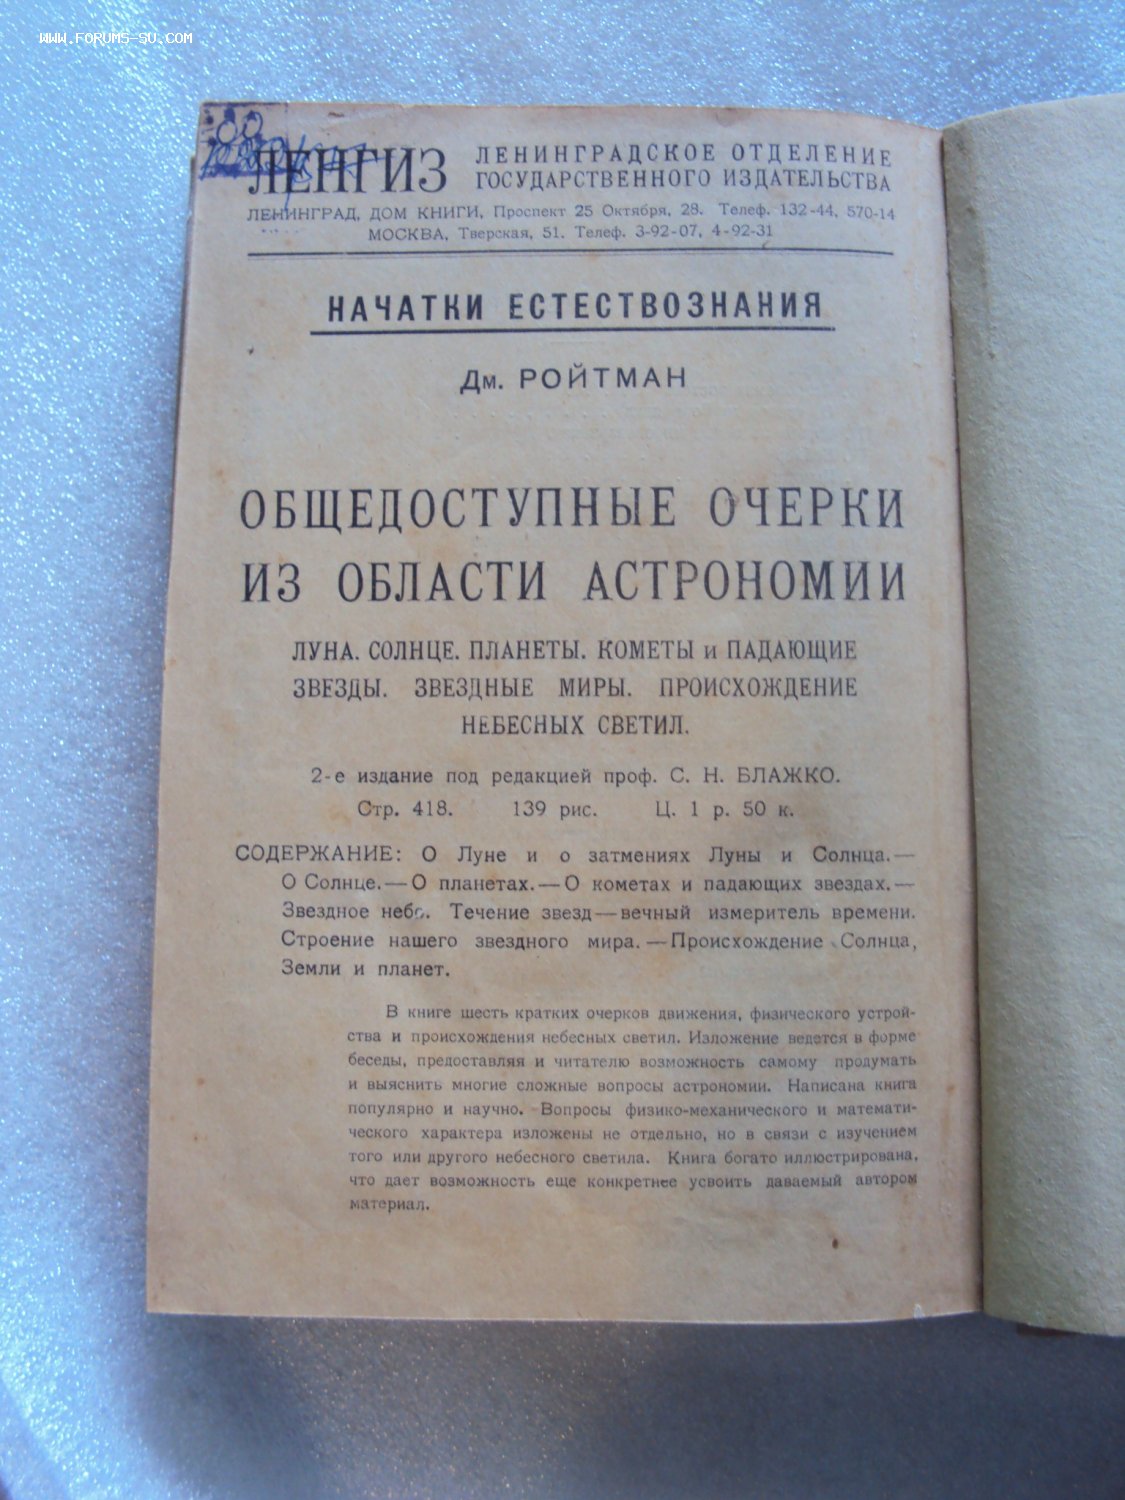 WWW.FORUMS-SU.COM
ЛЕНГИЗ
ЛЕНИНГРАДСКОЕ ОТДЕЛЕНИЕ
ГОСУДАРСТВЕННОГО ИЗДАТЕЛЬСТВА
ЛЕНИНГРАД, ДОМ КНИГИ, Проспект 25 Октября, 28. Телеф. 132-44, 570-14
МОСКВА, Тверская, 51. Телеф. 3-92-07, 4-92-31
НАЧАТКИ ЕСТЕСТВОЗНАНИЯ
Дм. РОЙТМАН
ОБЩЕДОСТУПНЫЕ ОЧЕРКИ
ИЗ ОБЛАСТИ АСТРОНОМИИ
ЛУНА. СОЛНЦЕ. ПЛАНЕТЫ. КОМЕТЫ и ПАДАЮЩИЕ
ЗВЕЗДЫ. ЗВЕЗДНЫЕ МИРЫ. ПРОИСХОЖДЕНИЕ
НЕБЕСНЫХ СВЕТИЛ.
2-е издание под редакцией проф. С. Н. БЛАЖКО.
Стр. 418. 139 рис. Ц. 1 р. 50 к.
СОДЕРЖАНИЕ: О Луне и о затмениях Луны и Солнца.—
О Солнце.—О планетах.—О кометах и падающих звездах.—
Звездное небо. Течение звезд—вечный измеритель времени.
Строение нашего звездного мира.—Происхождение Солнца,
Земли и планет.
В книге шесть кратких очерков движения, физического устрой-
ства и происхождения небесных светил. Изложение ведется в форме
беседы, предоставляя и читателю возможность самому продумать
и выяснить многие сложные вопросы астрономии. Написана книга
популярно и научно. Вопросы физико-механического и математи-
ческого характера изложены не отдельно, но в связи с изучением
того или другого небесного светила. Книга богато иллюстрирована,
что дает возможность еще конкретнее усвоить даваемый автором
материал.